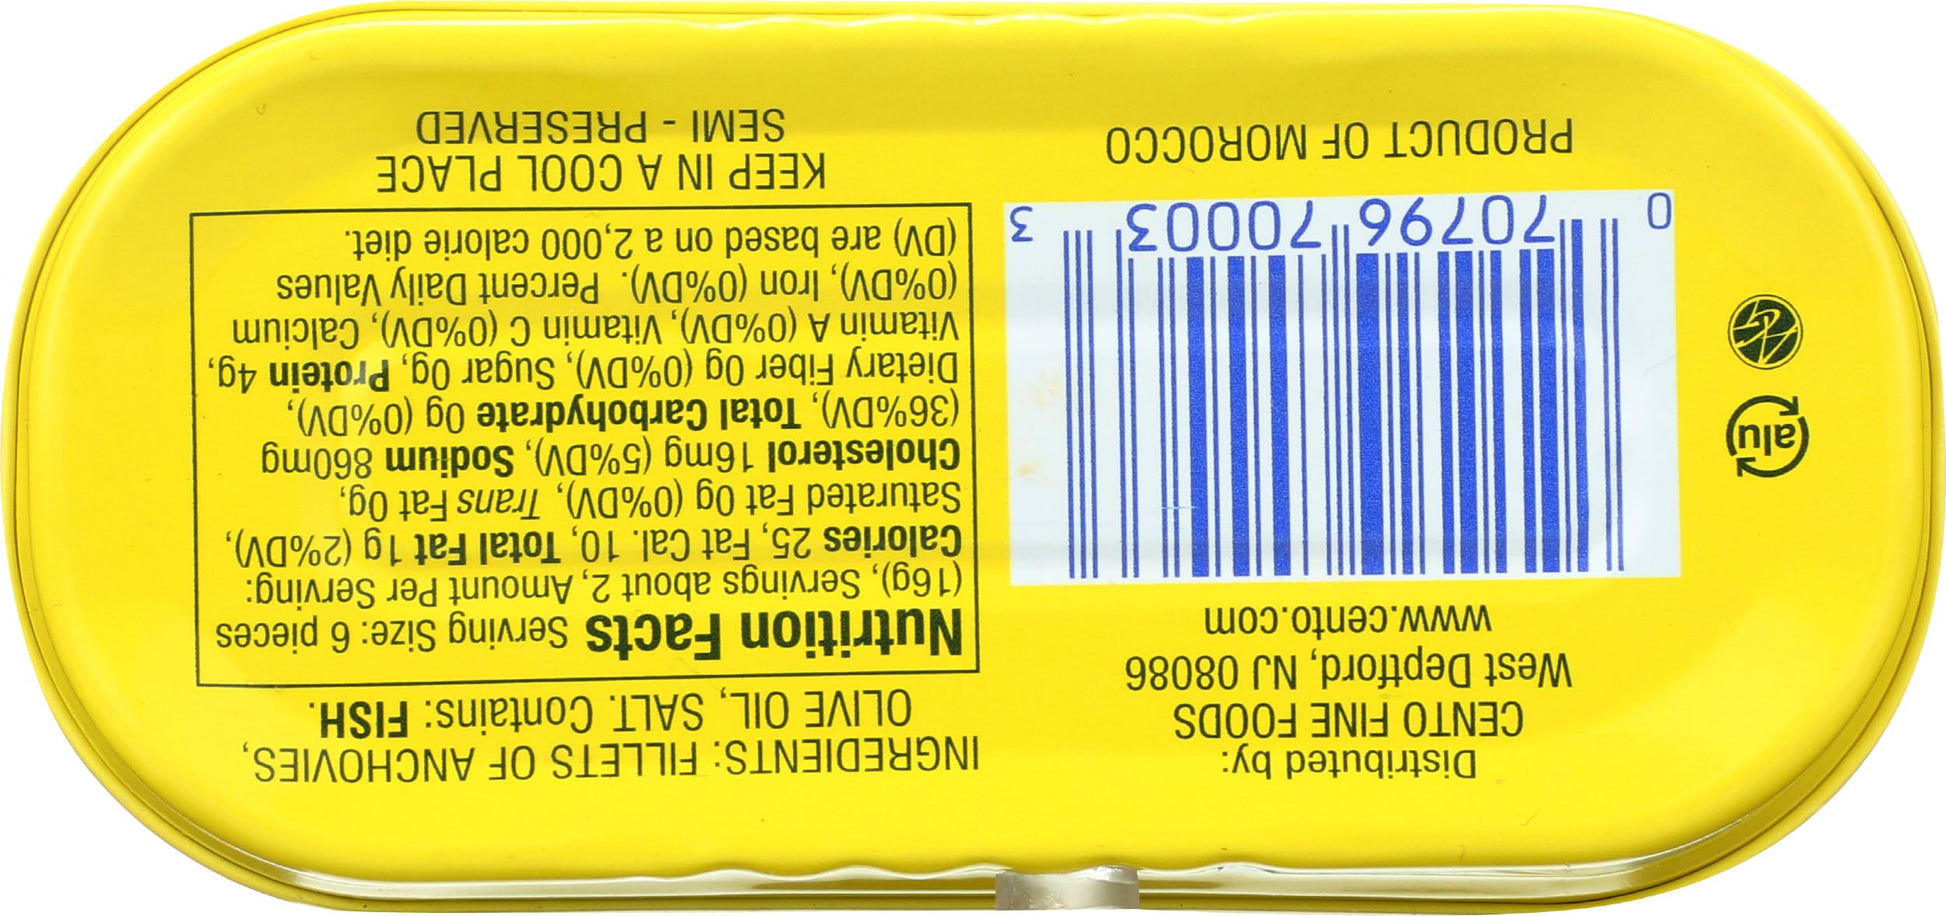 Distributed by:
CENTO FINE FOODS
West Deptford, NJ 08086
www.cento.com
0 70796 70003 3
PRODUCT OF MOROCCO
alu
INGREDIENTS: FILLETS OF ANCHOVIES,
OLIVE OIL, SALT. Contains: FISH.
Nutrition Facts Serving Size: 6 pieces
(16g), Servings about 2, Amount Per Serving:
Calories 25, Fat Cal. 10, Total Fat 1g (2%DV),
Saturated Fat 0g (0%DV), Trans Fat 0g,
Cholesterol 16mg (5%DV), Sodium 860mg
(36%DV), Total Carbohydrate 0g (0%DV),
Dietary Fiber 0g (0%DV), Sugar 0g, Protein 4g,
Vitamin A (0%DV), Vitamin C (0%DV), Calcium
(0%DV), Iron (0%DV). Percent Daily Values
(DV) are based on a 2,000 calorie diet.
KEEP IN A COOL PLACE
SEMI - PRESERVED